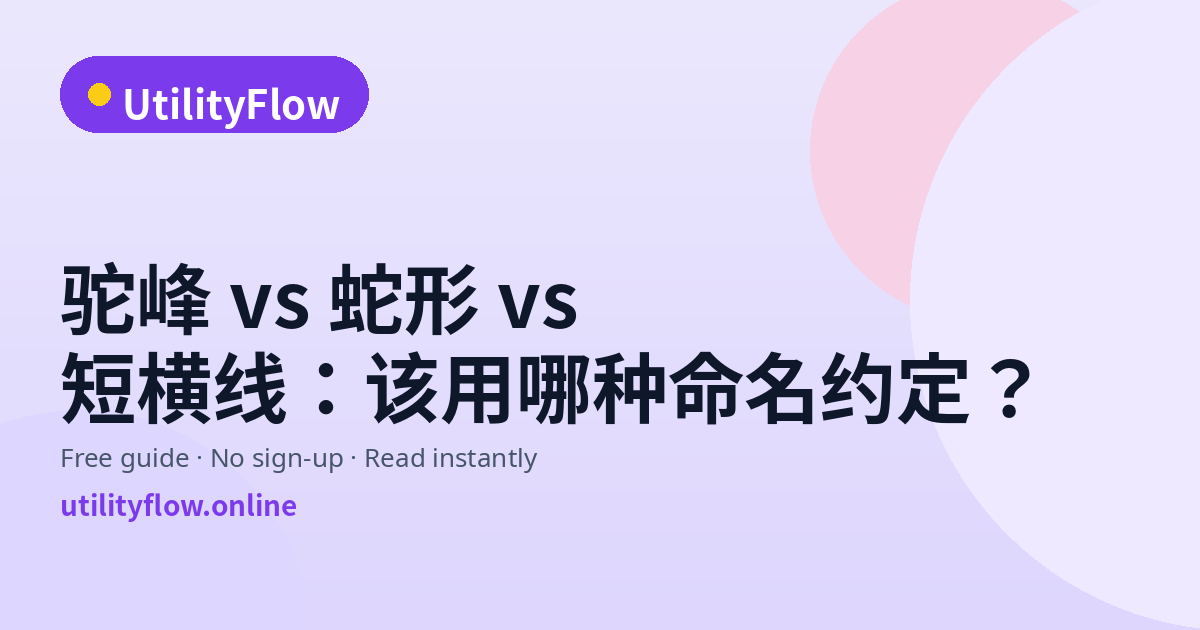 UtilityFlow
驼峰 vs 蛇形 vs
短横线：该用哪种命名约定？
Free guide · No sign-up · Read instantly
utilityflow.online